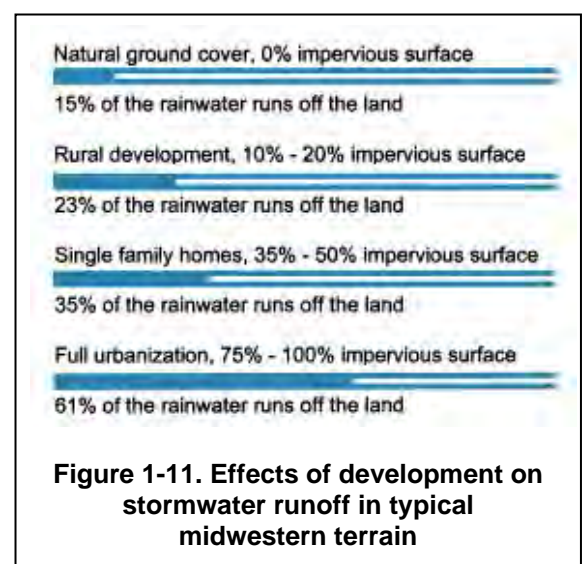 Natural ground cover, 0% impervious surface
15% of the rainwater runs off the land
Rural development, 10% - 20% impervious surface
23% of the rainwater runs off the land
Single family homes, 35% - 50% impervious surface
35% of the rainwater runs off the land
Full urbanization, 75% - 100% impervious surface
61% of the rainwater runs off the land
Figure 1-11. Effects of development on
stormwater runoff in typical
midwestern terrain